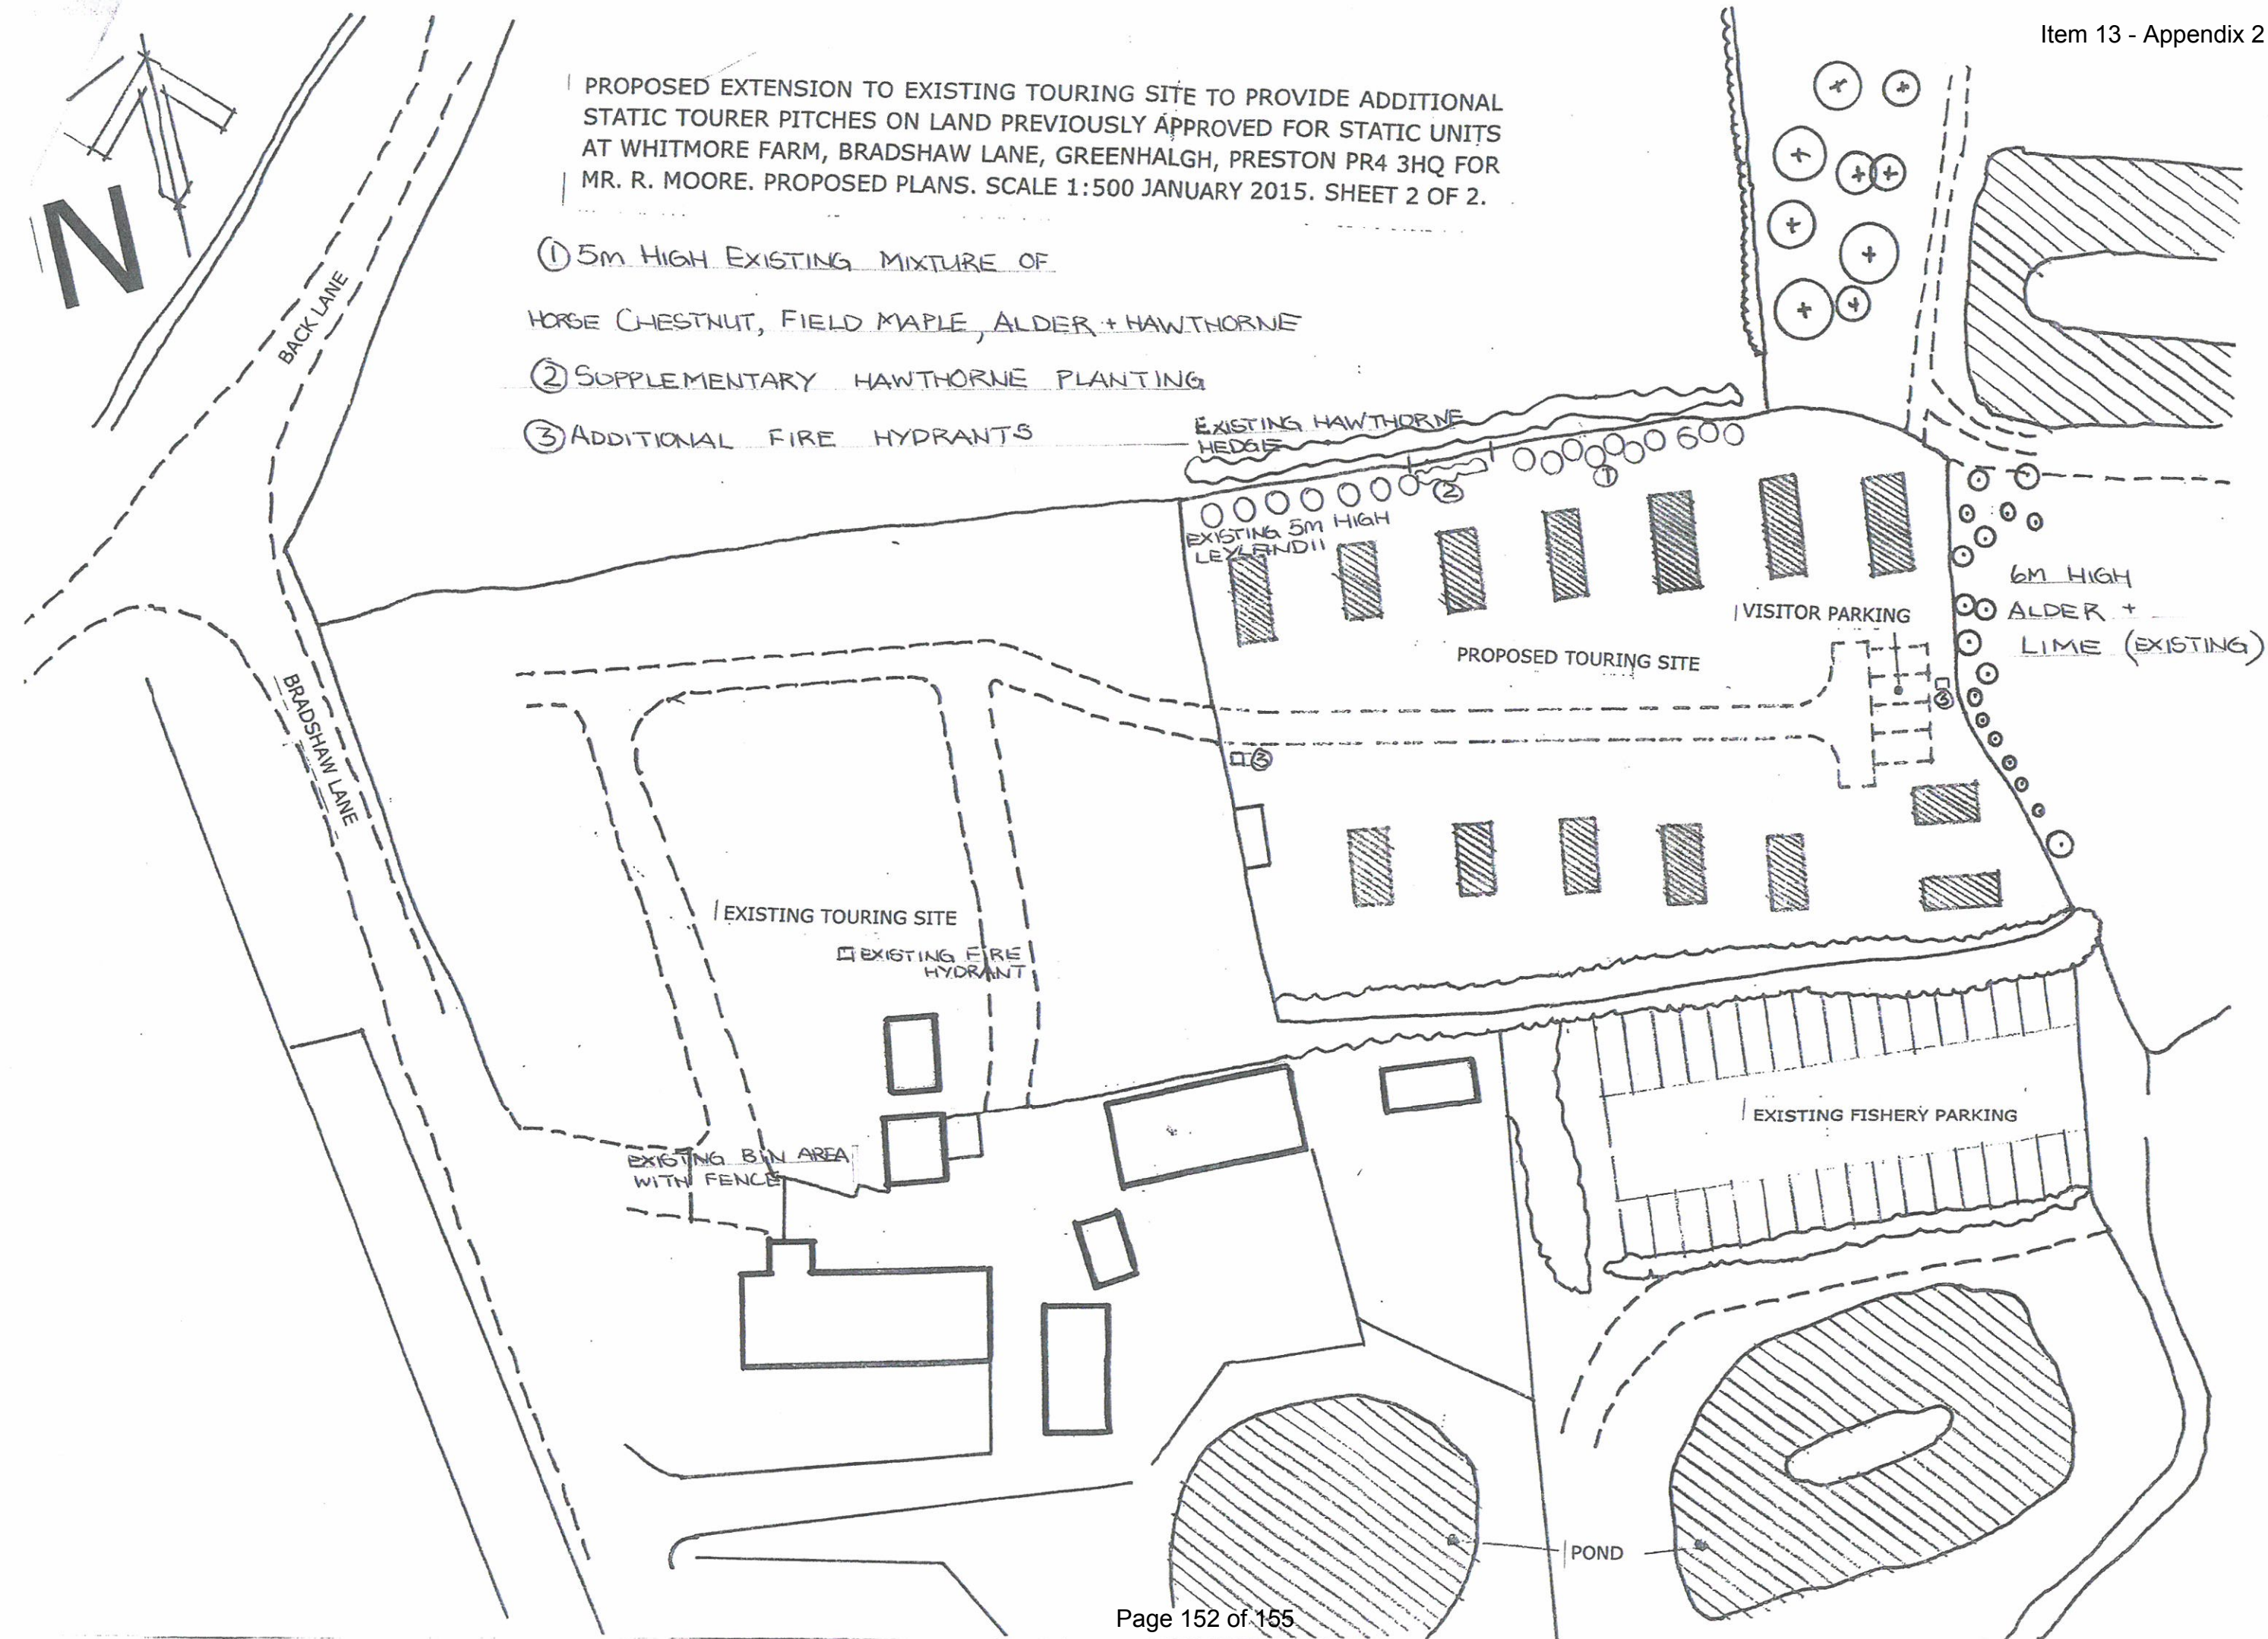 Item 13 - Appendix 2
PROPOSED EXTENSION TO EXISTING TOURING SITE TO PROVIDE ADDITIONAL
STATIC TOURER PITCHES ON LAND PREVIOUSLY APPROVED FOR STATIC UNITS
AT WHITMORE FARM, BRADSHAW LANE, GREENHALGH, PRESTON PR4 3HQ FOR
MR. R. MOORE. PROPOSED PLANS. SCALE 1:500 JANUARY 2015. SHEET 2 OF 2.
N
① 5m HIGH EXISTING MIXTURE OF
HORSE CHESTNUT, FIELD MAPLE, ALDER + HAWTHORNE
② SUPPLEMENTARY HAWTHORNE PLANTING
③ ADDITIONAL FIRE HYDRANTS
BACK LANE
EXISTING HAWTHORNE
HEDGE
①
②
EXISTING 5M HIGH
LEYLANDII
6M HIGH
ALDER +
LIME (EXISTING)
VISITOR PARKING
PROPOSED TOURING SITE
③
③
BRADSHAW LANE
EXISTING TOURING SITE
EXISTING FIRE
HYDRANT
EXISTING FISHERY PARKING
EXISTING BIN AREA
WITH FENCE
POND
Page 152 of 155